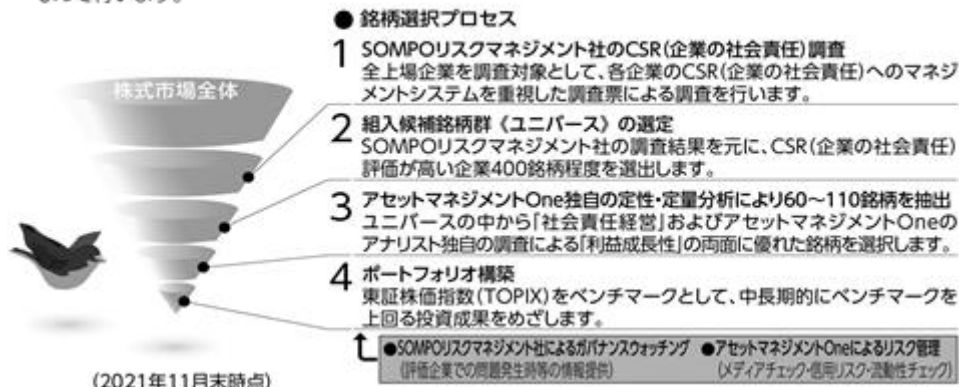 ● 銘柄選択プロセス
株式市場全体
1 SOMPOリスクマネジメント社のCSR(企業の社会責任)調査
全上場企業を調査対象として、各企業のCSR(企業の社会責任)へのマネジ
メントシステムを重視した調査票による調査を行います。
2 組入候補銘柄群《ユニバース》の選定
SOMPOリスクマネジメント社の調査結果を元に、CSR(企業の社会責任)
評価が高い企業400銘柄程度を選出します。
3 アセットマネジメントOne独自の定性・定量分析により60～110銘柄を抽出
ユニバースの中から「社会責任経営」およびアセットマネジメントOneの
アナリスト独自の調査による「利益成長性」の両面に優れた銘柄を選択します。
4 ポートフォリオ構築
東証株価指数(TOPIX)をベンチマークとして、中長期的にベンチマークを
上回る投資成果をめざします。
●SOMPOリスクマネジメント社によるガバナンスウォッチング ●アセットマネジメントOneによるリスク管理
(評価企業での問題発生時等の情報提供) (メディアチェック・信用リスク・流動性チェック)
(2021年11月末時点)